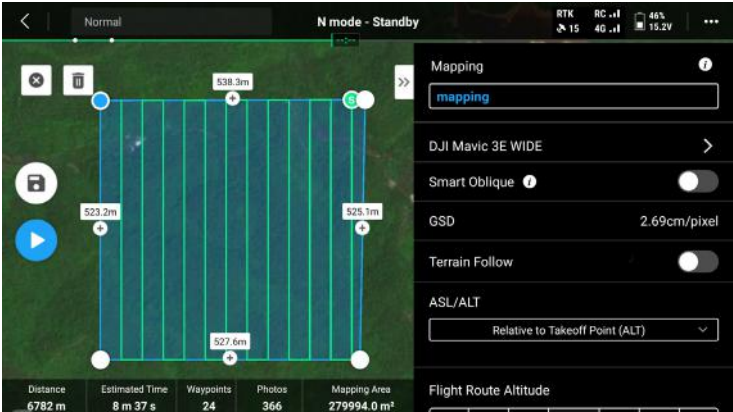 Normal
N mode - Standby
RTK
15
RC
4G
46%
15.2V
--:--
538.3m
S
523.2m
525.1m
527.6m
Distance
6782 m
Estimated Time
8 m 37 s
Waypoints
24
Photos
366
Mapping Area
279994.0 m²
Mapping
mapping
DJI Mavic 3E WIDE
Smart Oblique
GSD 2.69cm/pixel
Terrain Follow
ASL/ALT
Relative to Takeoff Point (ALT)
Flight Route Altitude